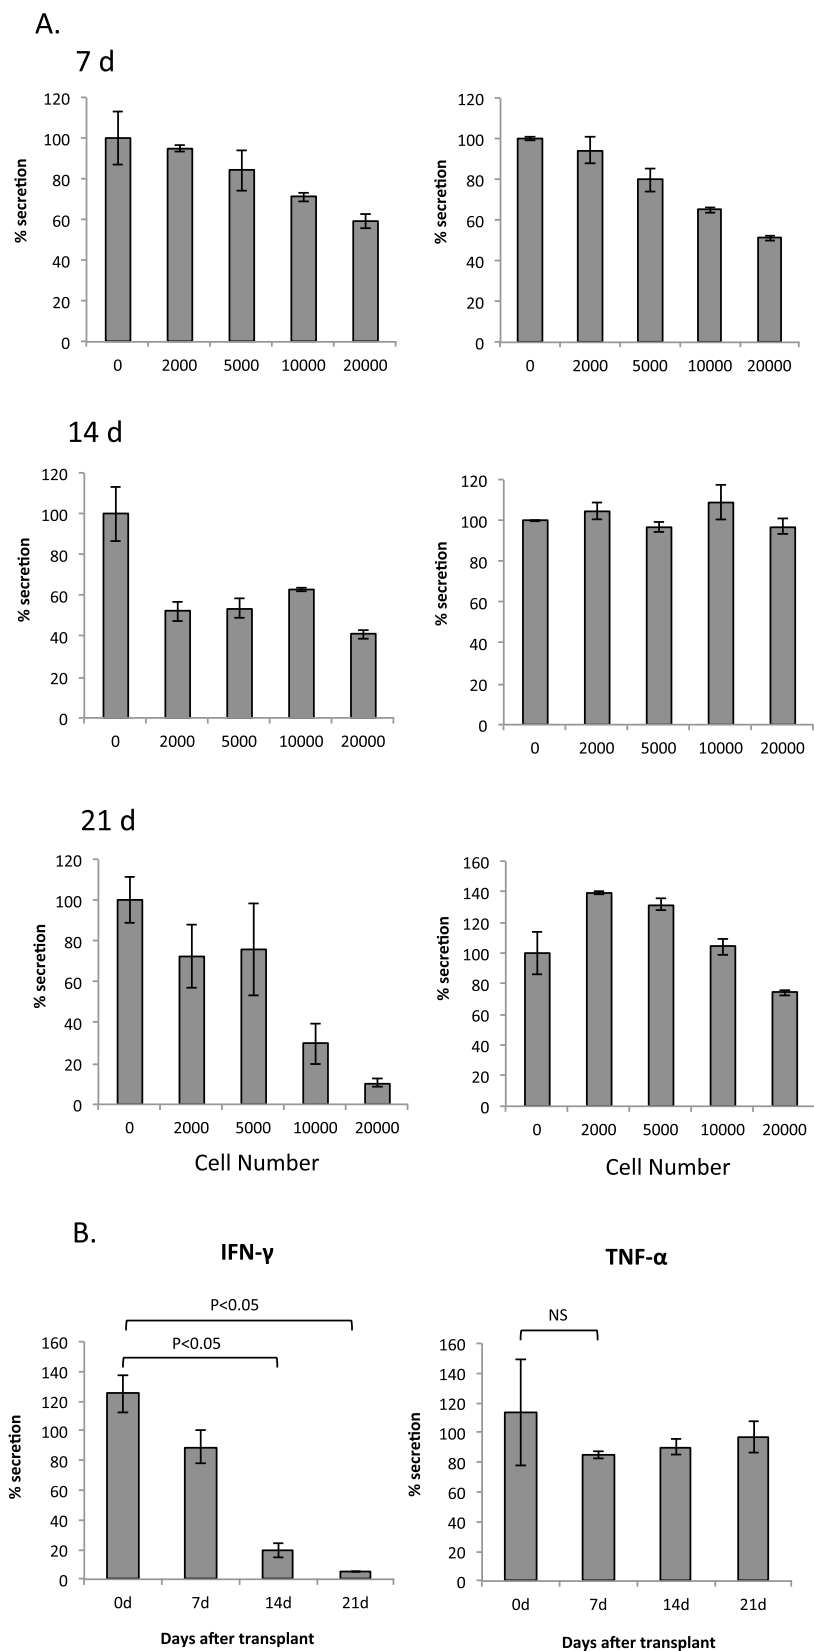 A.
7 d
120
100
80
60
40
20
0
% secretion
0 2000 5000 10000 20000
120
100
80
60
40
20
0
% secretion
0 2000 5000 10000 20000
14 d
120
100
80
60
40
20
0
% secretion
0 2000 5000 10000 20000
120
100
80
60
40
20
0
% secretion
0 2000 5000 10000 20000
21 d
120
100
80
60
40
20
0
% secretion
0 2000 5000 10000 20000
Cell Number
160
140
120
100
80
60
40
20
0
% secretion
0 2000 5000 10000 20000
Cell Number
B.
IFN-γ
P<0.05
P<0.05
160
140
120
100
80
60
40
20
0
% secretion
0d 7d 14d 21d
Days after transplant
TNF-α
NS
160
140
120
100
80
60
40
20
0
% secretion
0d 7d 14d 21d
Days after transplant